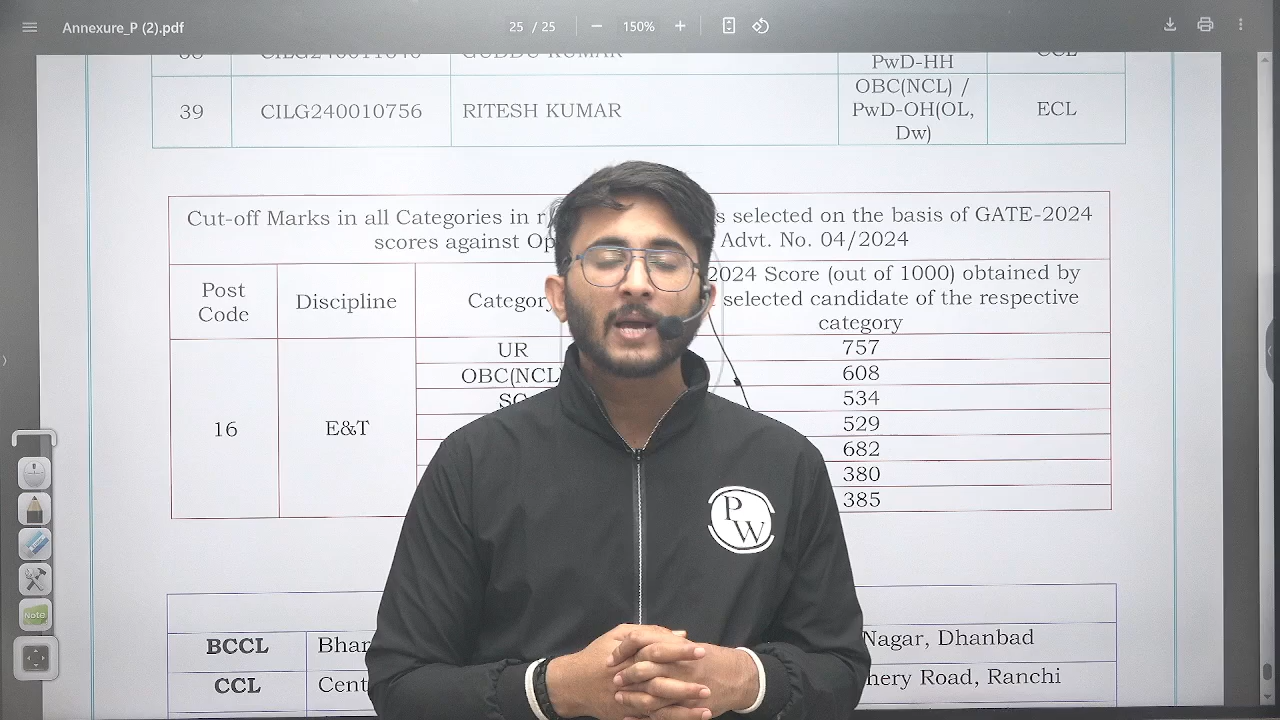 Annexure_P (2).pdf
25 / 25
150%
PwD-HH
39 CILG240010756 RITESH KUMAR OBC(NCL) / PwD-OH(OL, Dw) ECL
Cut-off Marks in all Categories in r selected on the basis of GATE-2024
scores against Op Advt. No. 04/2024
Post Code Discipline Category 2024 Score (out of 1000) obtained by selected candidate of the respective category
16 E&T
UR 757
OBC(NCL 608
SC 534
529
682
380
385
BCCL Bhar Nagar, Dhanbad
CCL Cent Road, Ranchi
PW
Note